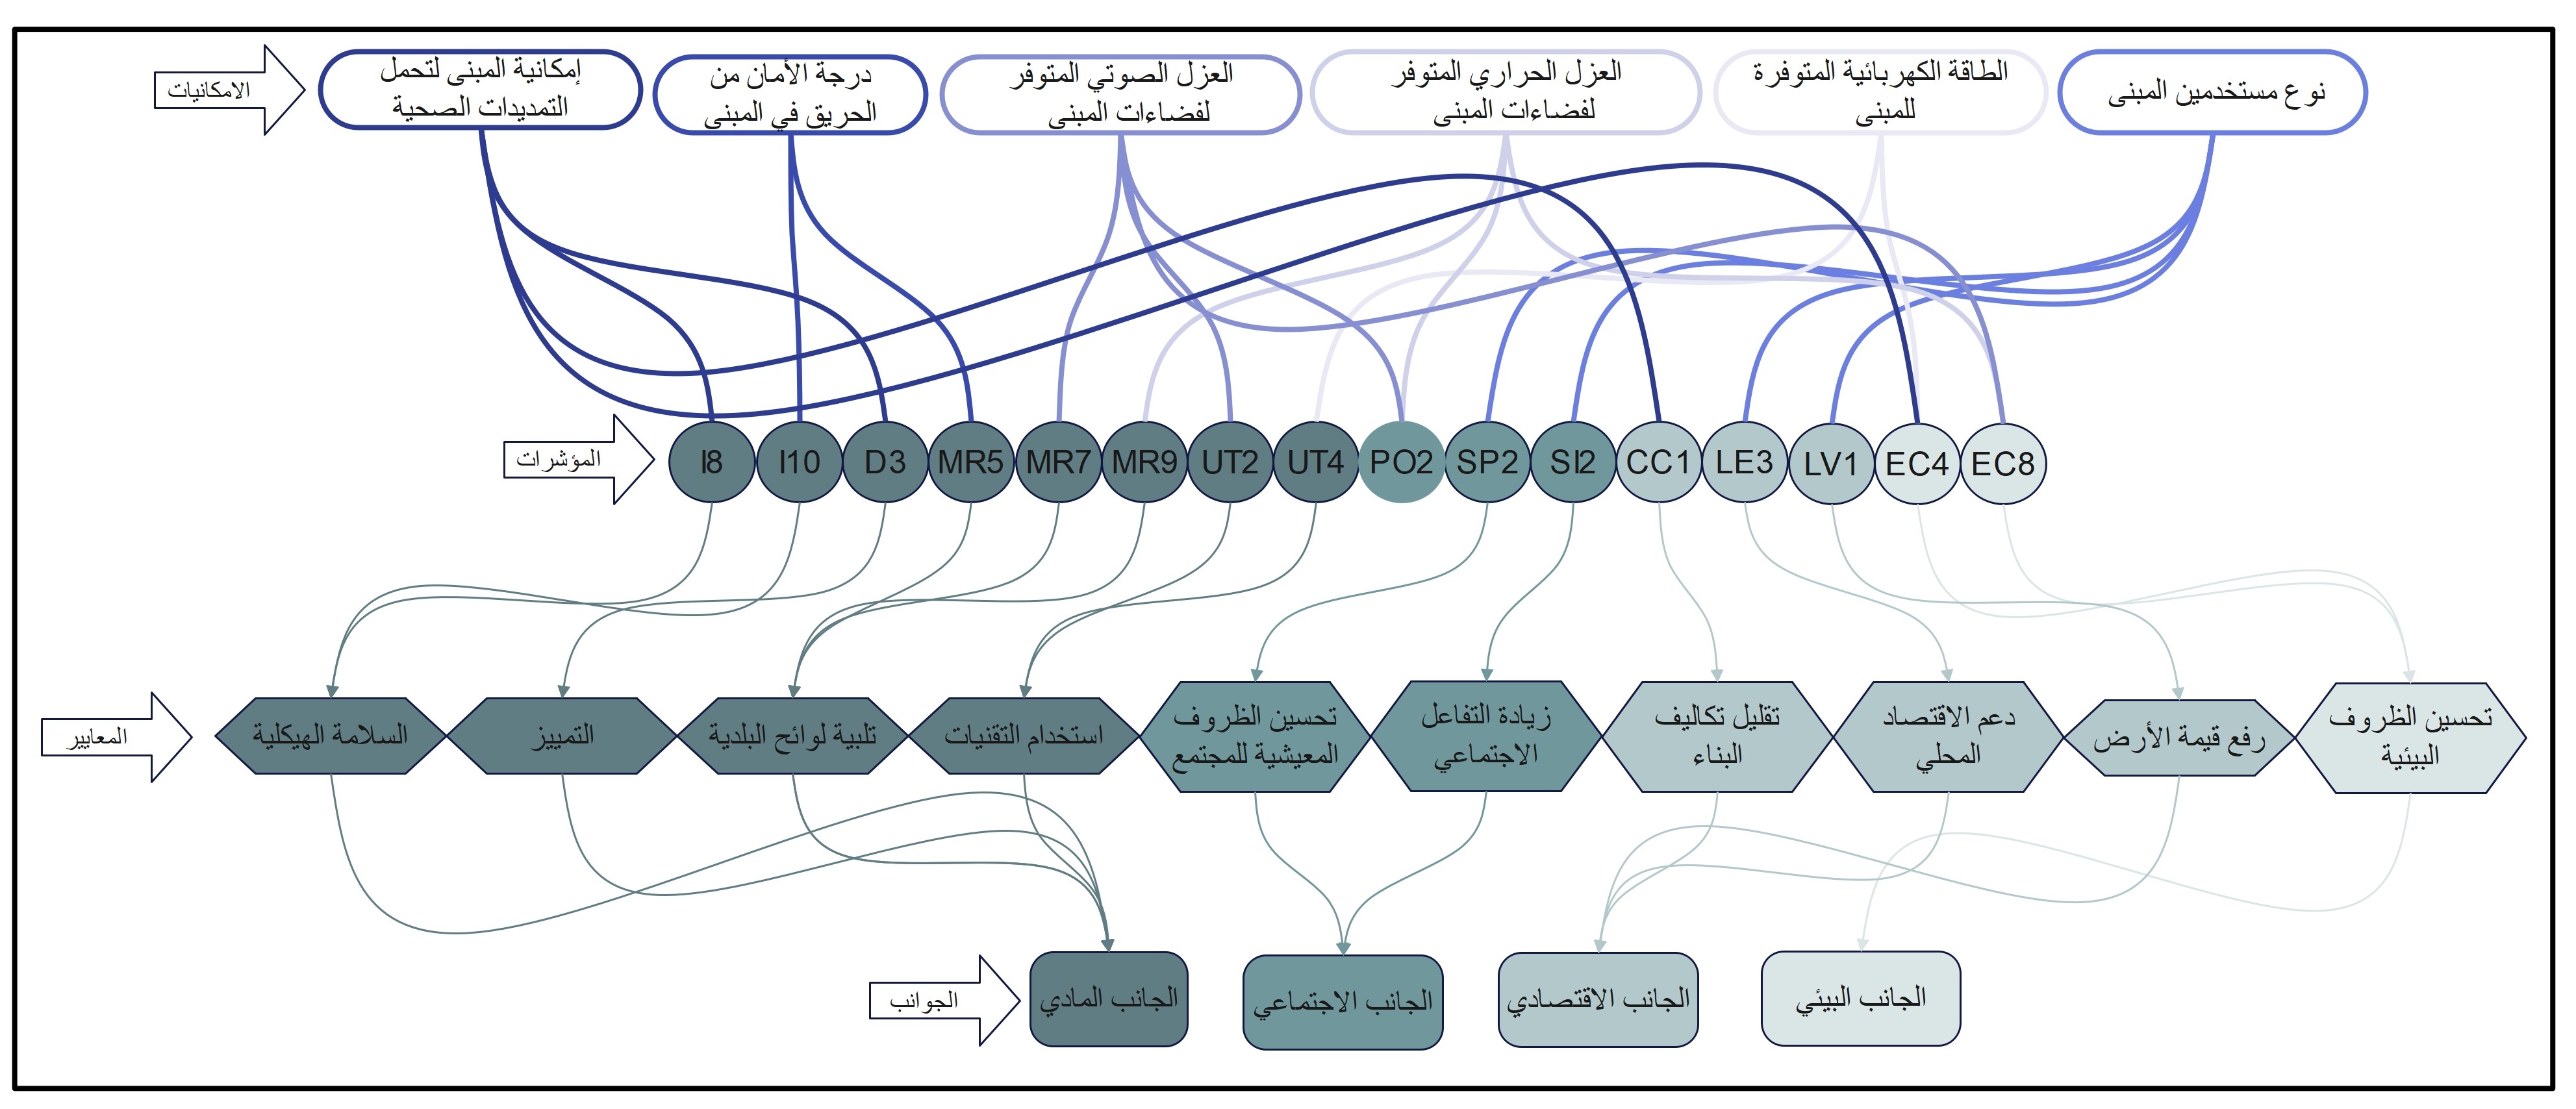 الامكانيات
إمكانية المبنى لتحمل
التمديدات الصحية
درجة الأمان من
الحريق في المبنى
العزل الصوتي المتوفر
لفضاءات المبنى
العزل الحراري المتوفر
لفضاءات المبنى
الطاقة الكهربائية المتوفرة
للمبنى
نوع مستخدمين المبنى
المؤشرات
I8
I10
D3
MR5
MR7
MR9
UT2
UT4
PO2
SP2
SI2
CC1
LE3
LV1
EC4
EC8
المعايير
السلامة الهيكلية
التمييز
تلبية لوائح البلدية
استخدام التقنيات
تحسين الظروف
المعيشية للمجتمع
زيادة التفاعل
الاجتماعي
تقليل تكاليف
البناء
دعم الاقتصاد
المحلي
رفع قيمة الأرض
تحسين الظروف
البيئية
الجوانب
الجانب المادي
الجانب الاجتماعي
الجانب الاقتصادي
الجانب البيئي